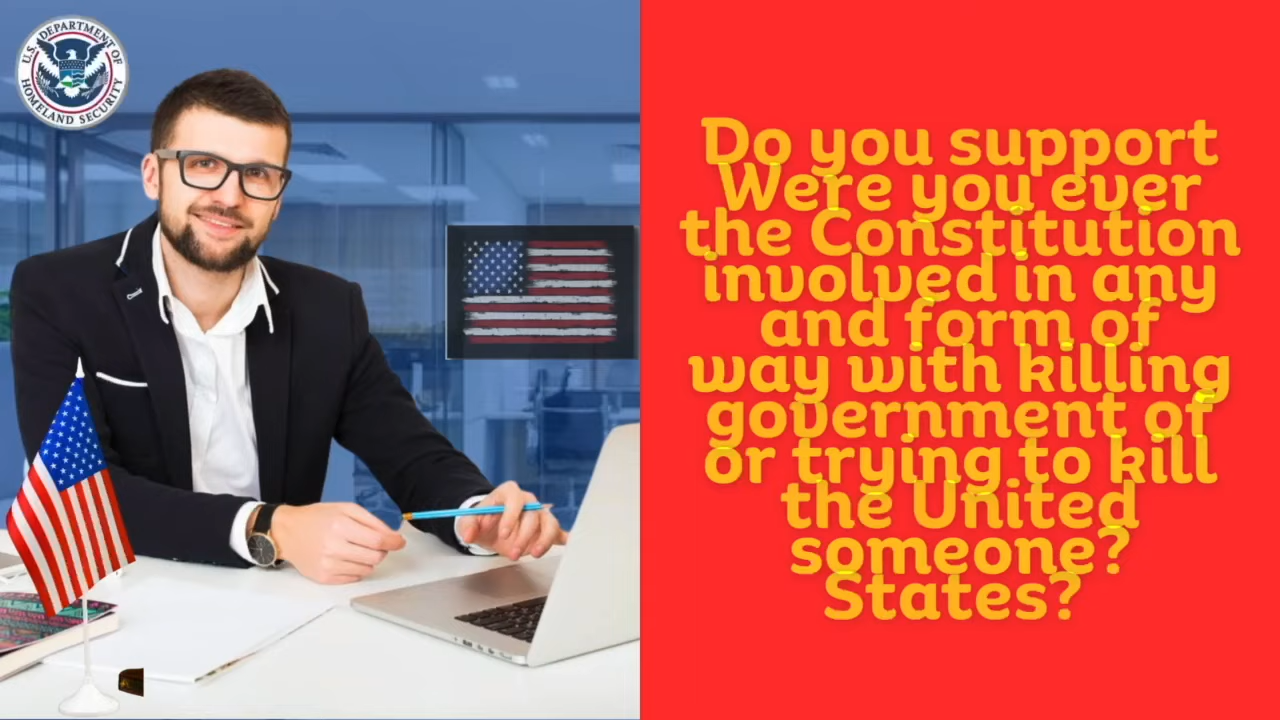 U.S. DEPARTMENT OF
HOMELAND SECURITY
Do you support
Were you ever
the Constitution
involved in any
and form of
way with killing
government of
or trying to kill
the United
someone?
States?